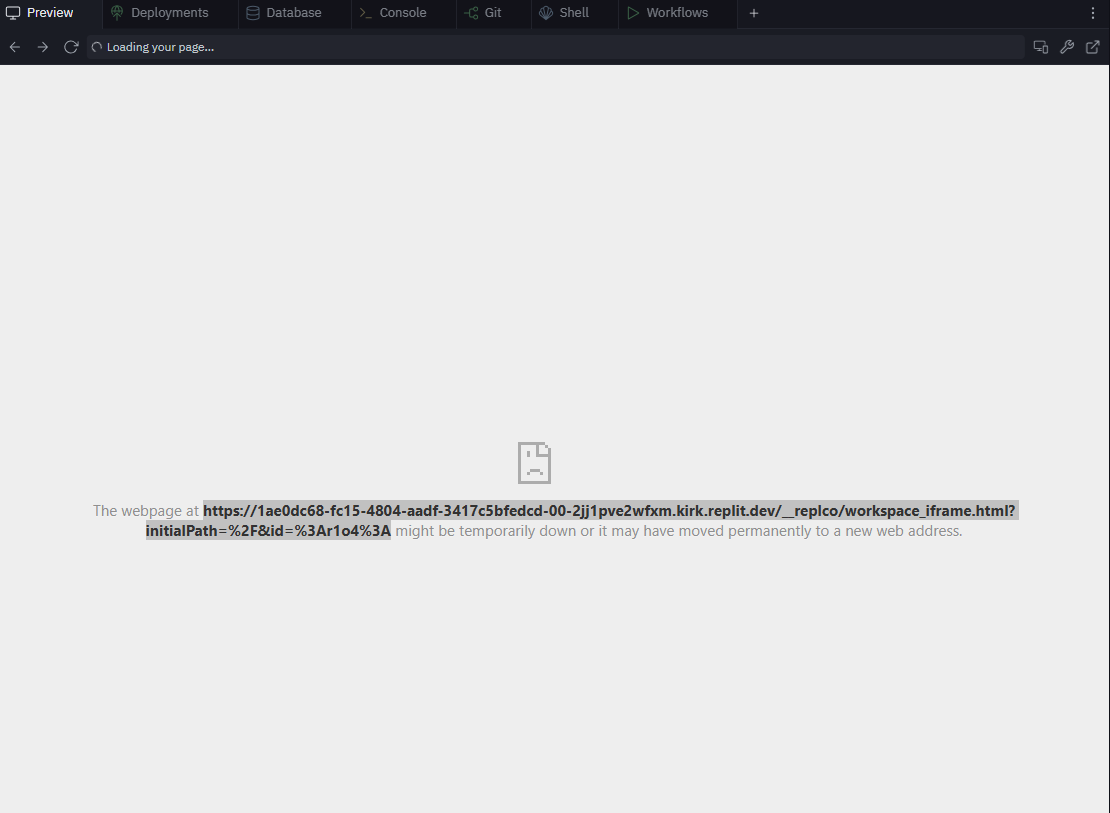 Preview Deployments Database Console Git Shell Workflows
Loading your page...
The webpage at https://1ae0dc68-fc15-4804-aadf-3417c5bfedcd-00-2jj1pve2wfxm.kirk.replit.dev/__replco/workspace_iframe.html?
initialPath=%2F&id=%3Ar1o4%3A might be temporarily down or it may have moved permanently to a new web address.